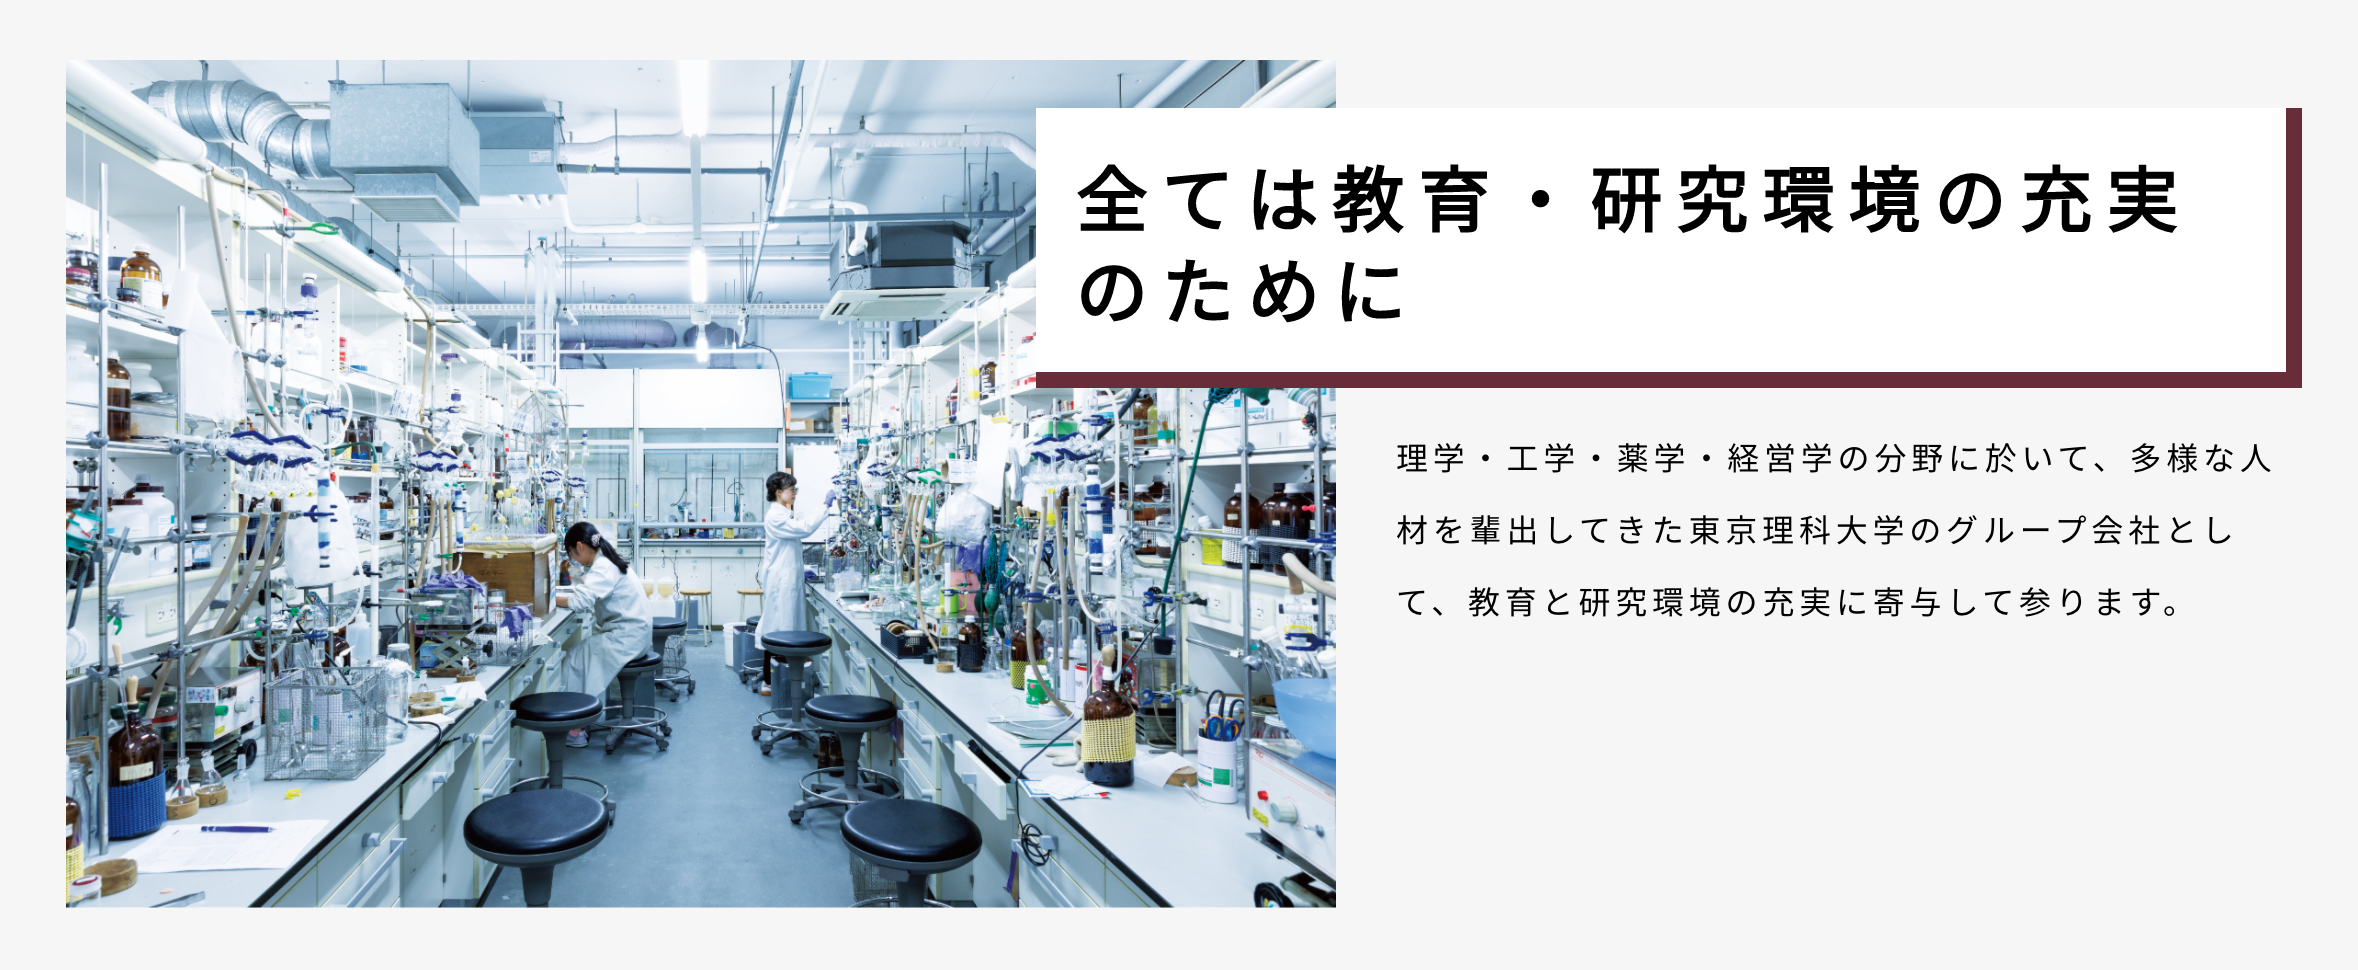 全ては教育・研究環境の充実
のために
理学・工学・薬学・経営学の分野に於いて、多様な人
材を輩出してきた東京理科大学のグループ会社とし
て、教育と研究環境の充実に寄与して参ります。